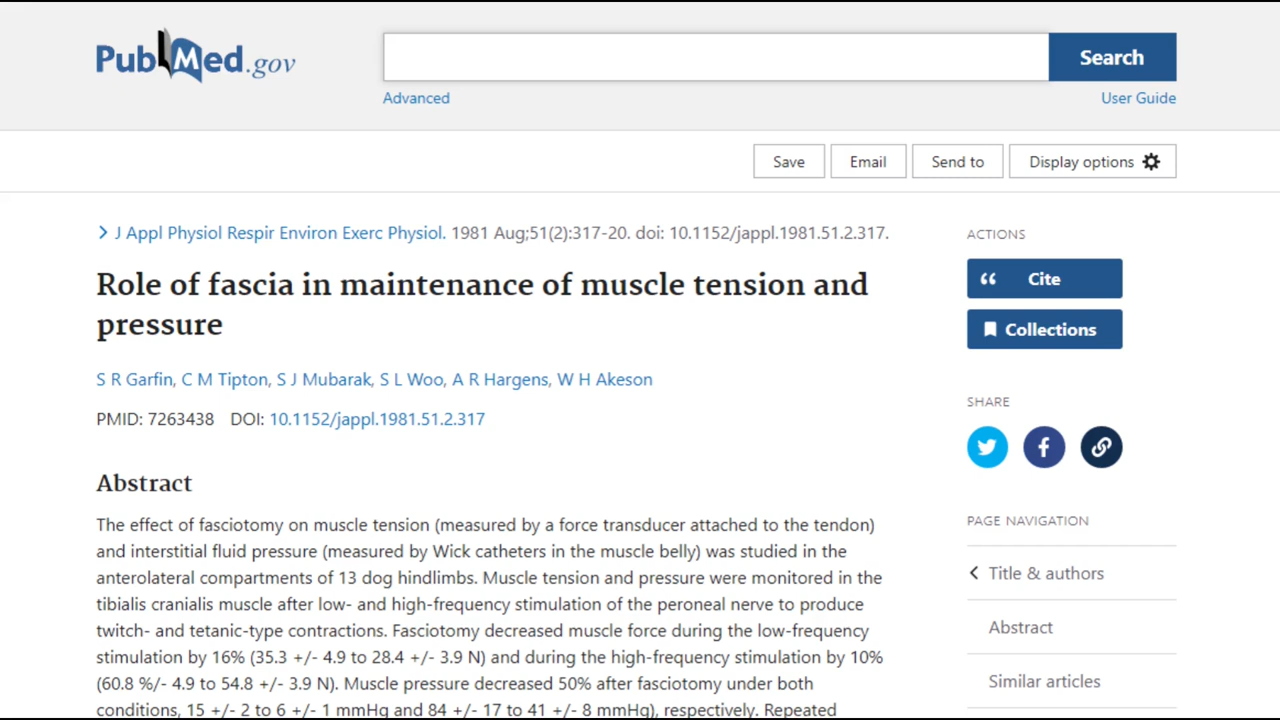 PubMed.gov
Search
Advanced
User Guide
Save
Email
Send to
Display options
J Appl Physiol Respir Environ Exerc Physiol. 1981 Aug;51(2):317-20. doi: 10.1152/jappl.1981.51.2.317.
Role of fascia in maintenance of muscle tension and
pressure
S R Garfin, C M Tipton, S J Mubarak, S L Woo, A R Hargens, W H Akeson
PMID: 7263438 DOI: 10.1152/jappl.1981.51.2.317
Abstract
The effect of fasciotomy on muscle tension (measured by a force transducer attached to the tendon)
and interstitial fluid pressure (measured by Wick catheters in the muscle belly) was studied in the
anterolateral compartments of 13 dog hindlimbs. Muscle tension and pressure were monitored in the
tibialis cranialis muscle after low- and high-frequency stimulation of the peroneal nerve to produce
twitch- and tetanic-type contractions. Fasciotomy decreased muscle force during the low-frequency
stimulation by 16% (35.3 +/- 4.9 to 28.4 +/- 3.9 N) and during the high-frequency stimulation by 10%
(60.8 %/- 4.9 to 54.8 +/- 3.9 N). Muscle pressure decreased 50% after fasciotomy under both
conditions, 15 +/- 2 to 6 +/- 1 mmHg and 84 +/- 17 to 41 +/- 8 mmHg), respectively. Repeated
ACTIONS
Cite
Collections
SHARE
PAGE NAVIGATION
Title & authors
Abstract
Similar articles